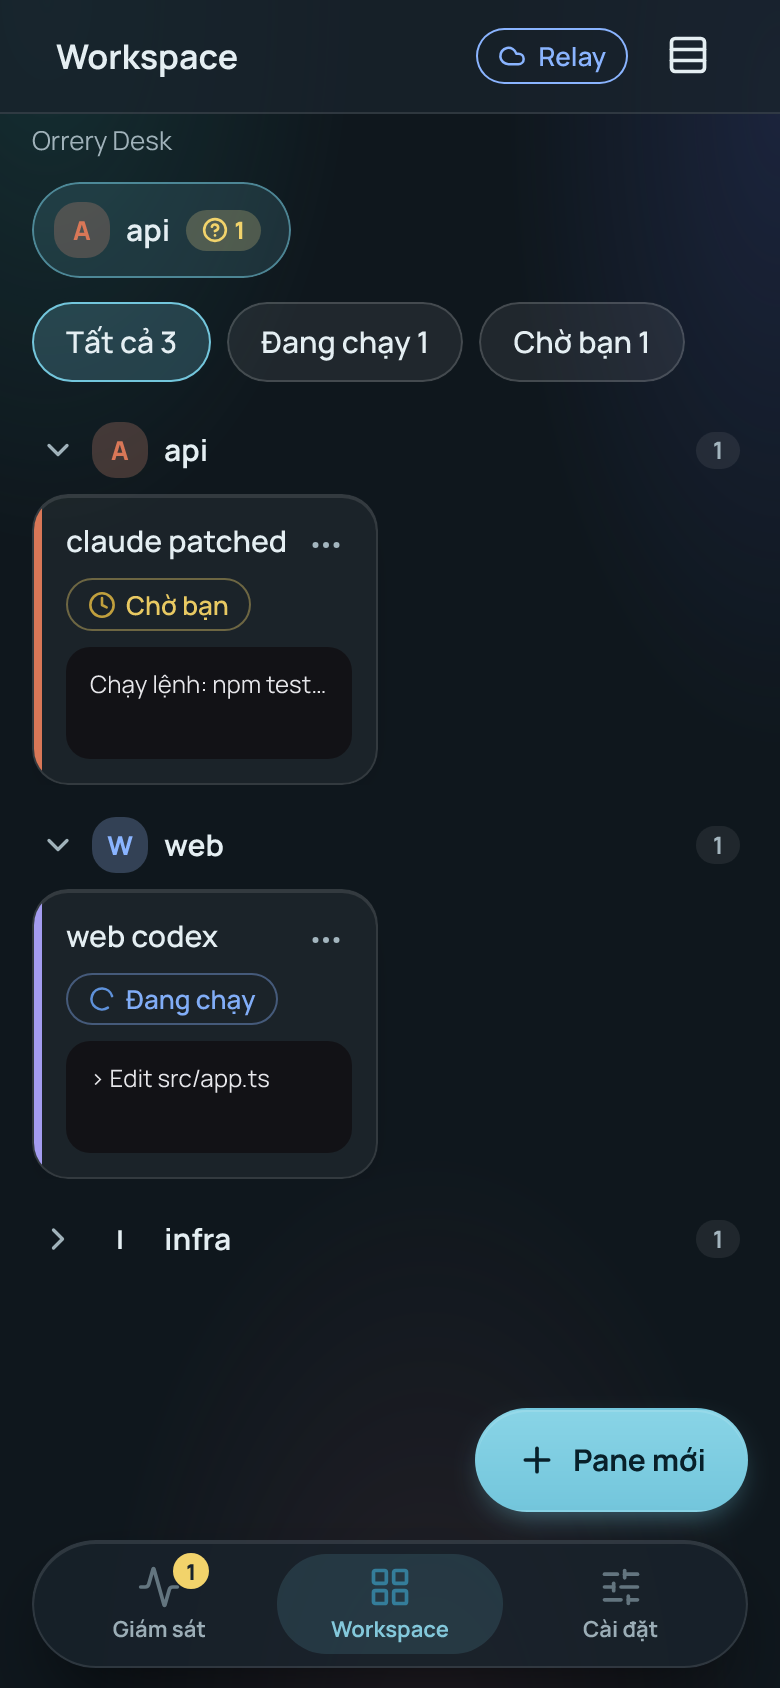 Workspace
Relay
Orrery Desk
A api 1
Tất cả 3
Đang chạy 1
Chờ bạn 1
A api 1
claude patched
Chờ bạn
Chạy lệnh: npm test…
W web 1
web codex
Đang chạy
› Edit src/app.ts
I infra 1
Pane mới
1
Giám sát
Workspace
Cài đặt